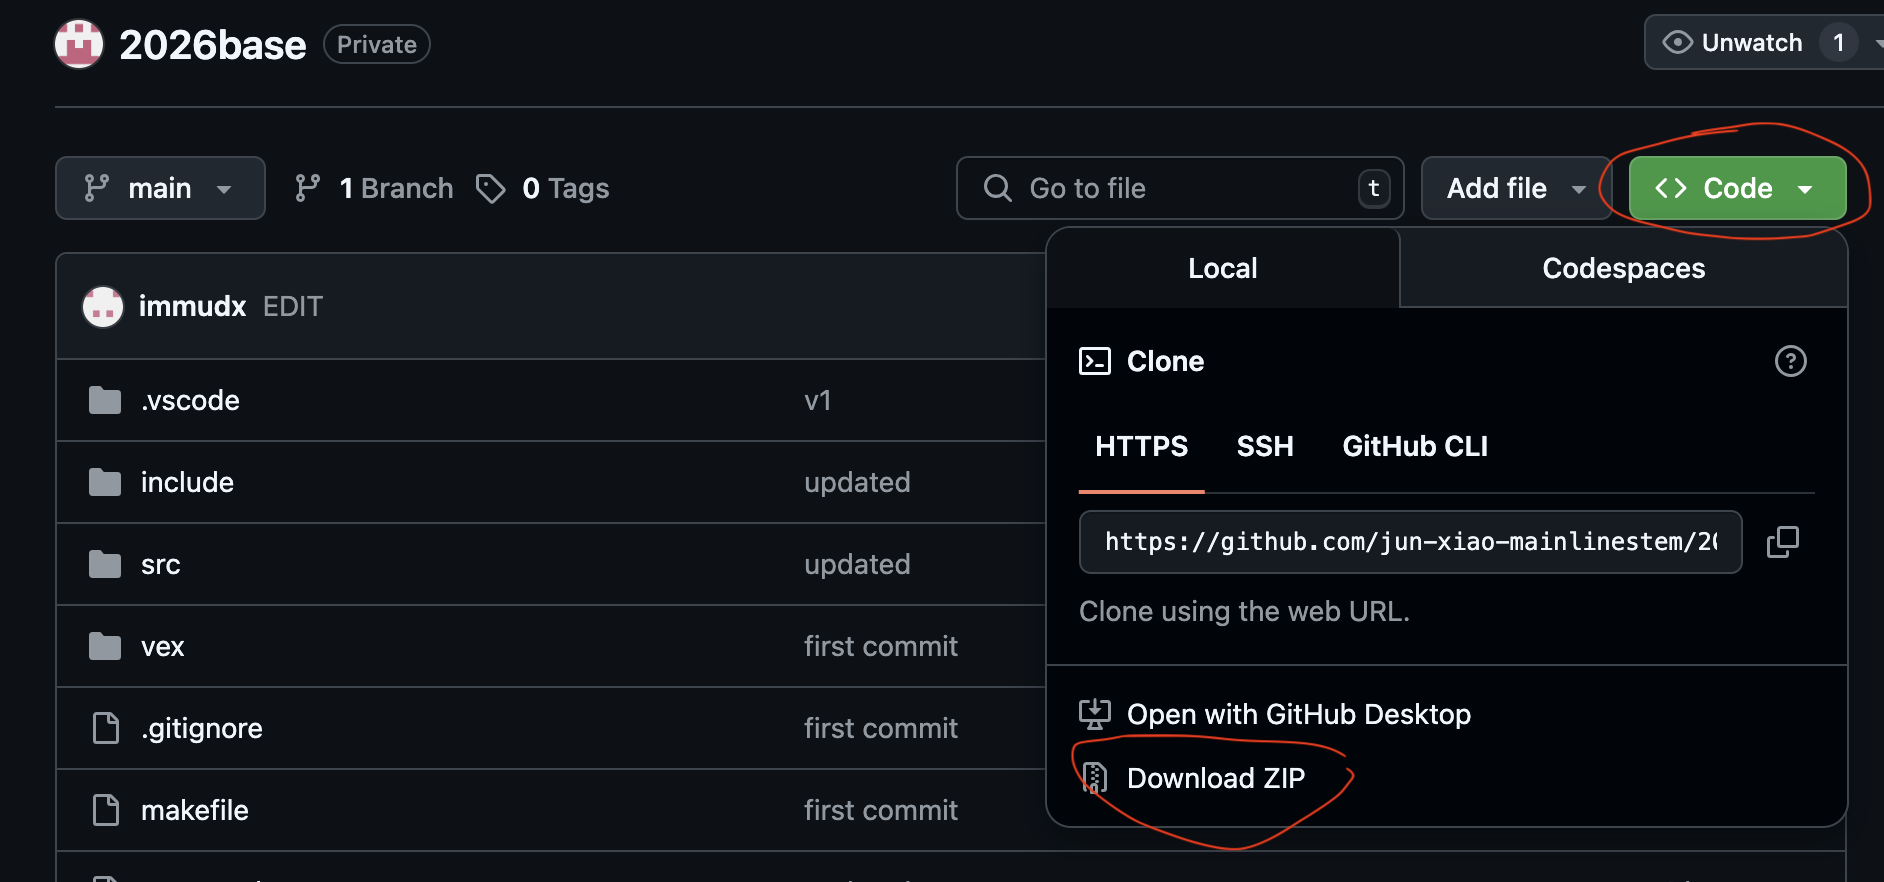 2026base Private
Unwatch 1
main 1 Branch 0 Tags
Go to file t
Add file
Code
immudx EDIT
.vscode v1
include updated
src updated
vex first commit
.gitignore first commit
makefile first commit
Local Codespaces
Clone
HTTPS SSH GitHub CLI
https://github.com/jun-xiao-mainlinestem/20
Clone using the web URL.
Open with GitHub Desktop
Download ZIP